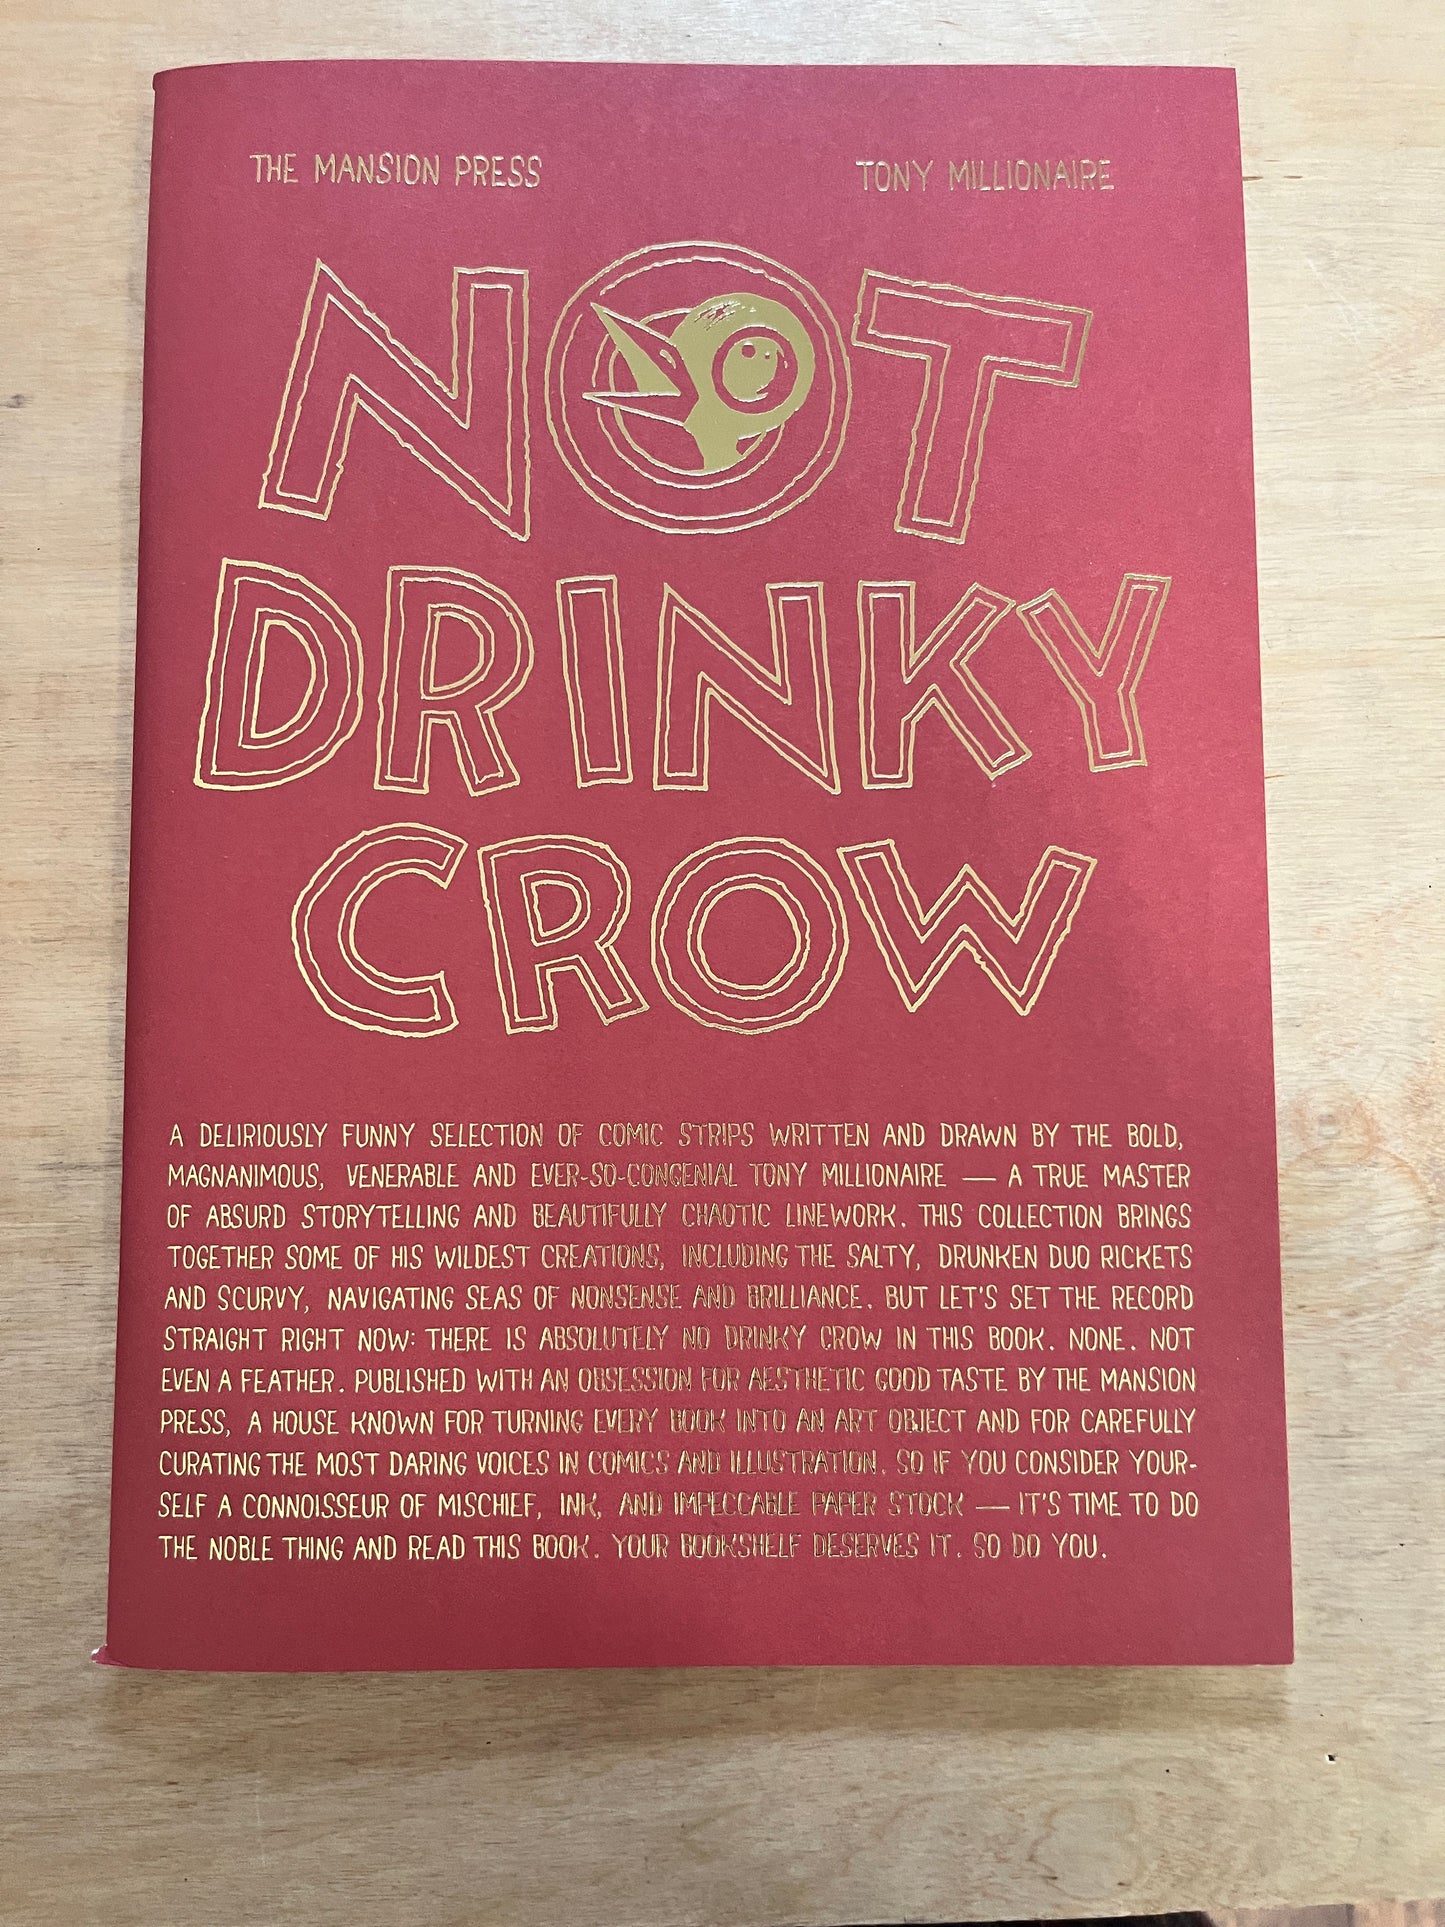 THE MANSION PRESS
TONY MILLIONAIRE
NOT
DRINKY
CROW
A DELIRIOUSLY FUNNY SELECTION OF COMIC STRIPS WRITTEN AND DRAWN BY THE BOLD,
MAGNANIMOUS, VENERABLE AND EVER-SO-CONGENIAL TONY MILLIONAIRE — A TRUE MASTER
OF ABSURD STORYTELLING AND BEAUTIFULLY CHAOTIC LINEWORK. THIS COLLECTION BRINGS
TOGETHER SOME OF HIS WILDEST CREATIONS, INCLUDING THE SALTY, DRUNKEN DUO RICKETS
AND SCURVY, NAVIGATING SEAS OF NONSENSE AND BRILLIANCE. BUT LET'S SET THE RECORD
STRAIGHT RIGHT NOW: THERE IS ABSOLUTELY NO DRINKY CROW IN THIS BOOK. NONE. NOT
EVEN A FEATHER. PUBLISHED WITH AN OBSESSION FOR AESTHETIC GOOD TASTE BY THE MANSION
PRESS, A HOUSE KNOWN FOR TURNING EVERY BOOK INTO AN ART OBJECT AND FOR CAREFULLY
CURATING THE MOST DARING VOICES IN COMICS AND ILLUSTRATION. SO IF YOU CONSIDER YOUR-
SELF A CONNOISSEUR OF MISCHIEF, INK, AND IMPECCABLE PAPER STOCK — IT'S TIME TO DO
THE NOBLE THING AND READ THIS BOOK. YOUR BOOKSHELF DESERVES IT. SO DO YOU.